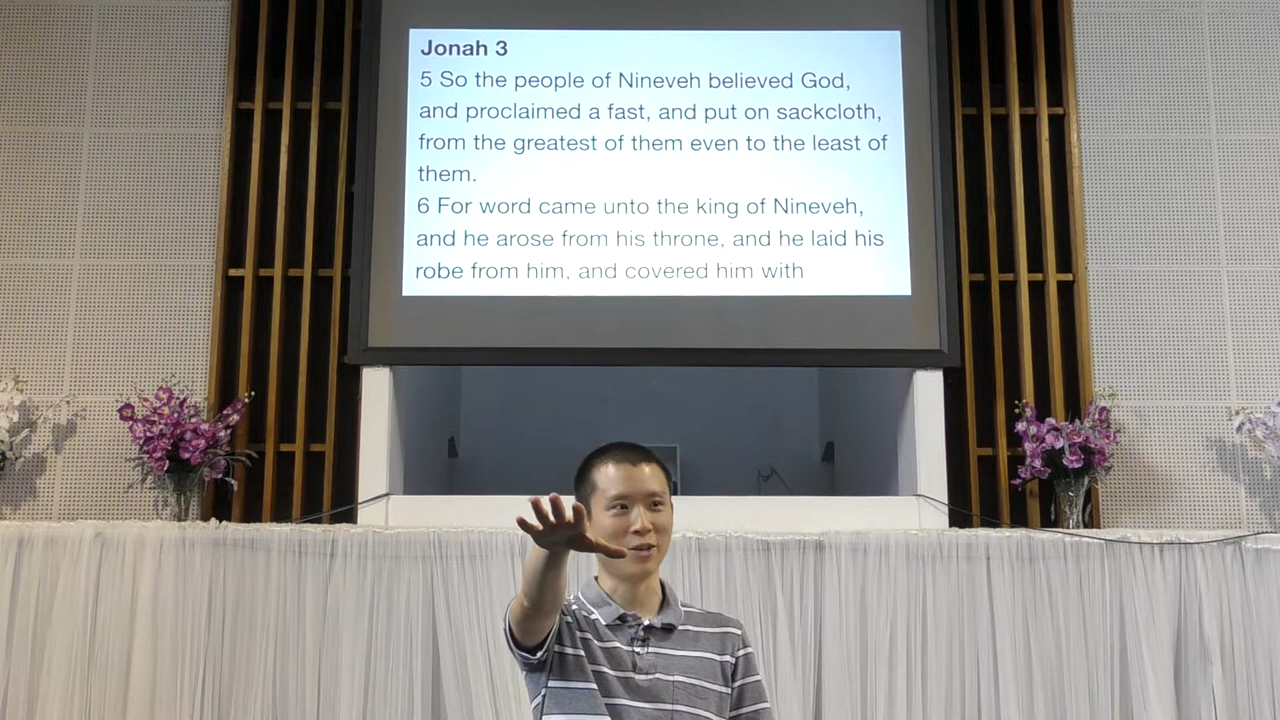 Jonah 3
5 So the people of Nineveh believed God,
and proclaimed a fast, and put on sackcloth,
from the greatest of them even to the least of
them.
6 For word came unto the king of Nineveh,
and he arose from his throne, and he laid his
robe from him, and covered him with